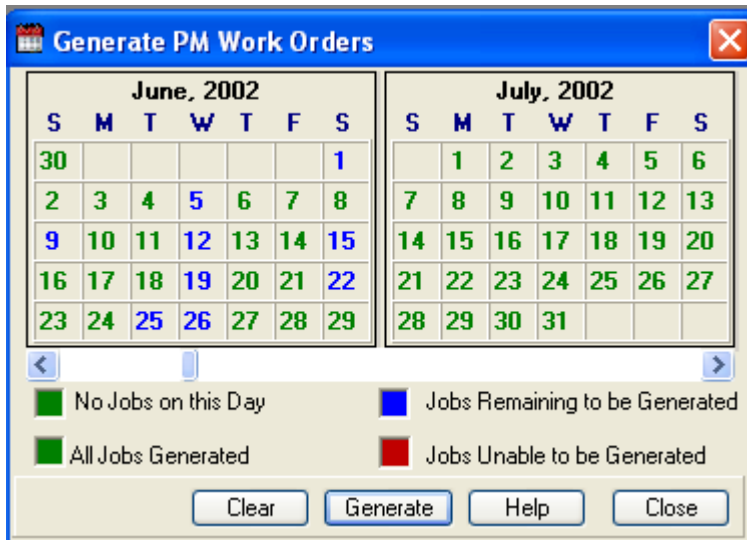 Generate PM Work Orders
June, 2002
S M T W T F S
30 1
2 3 4 5 6 7 8
9 10 11 12 13 14 15
16 17 18 19 20 21 22
23 24 25 26 27 28 29
July, 2002
S M T W T F S
1 2 3 4 5 6
7 8 9 10 11 12 13
14 15 16 17 18 19 20
21 22 23 24 25 26 27
28 29 30 31
No Jobs on this Day
Jobs Remaining to be Generated
All Jobs Generated
Jobs Unable to be Generated
Clear Generate Help Close